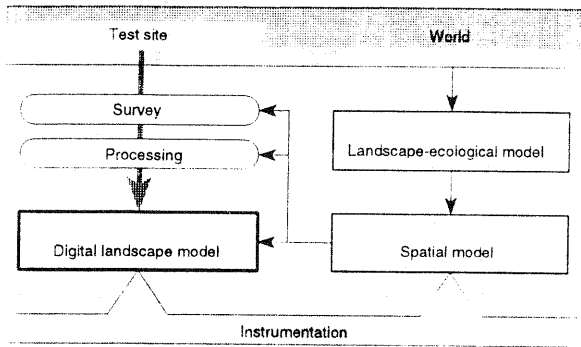 Test site
World
Survey
Processing
Landscape-ecological model
Digital landscape model
Spatial model
Instrumentation